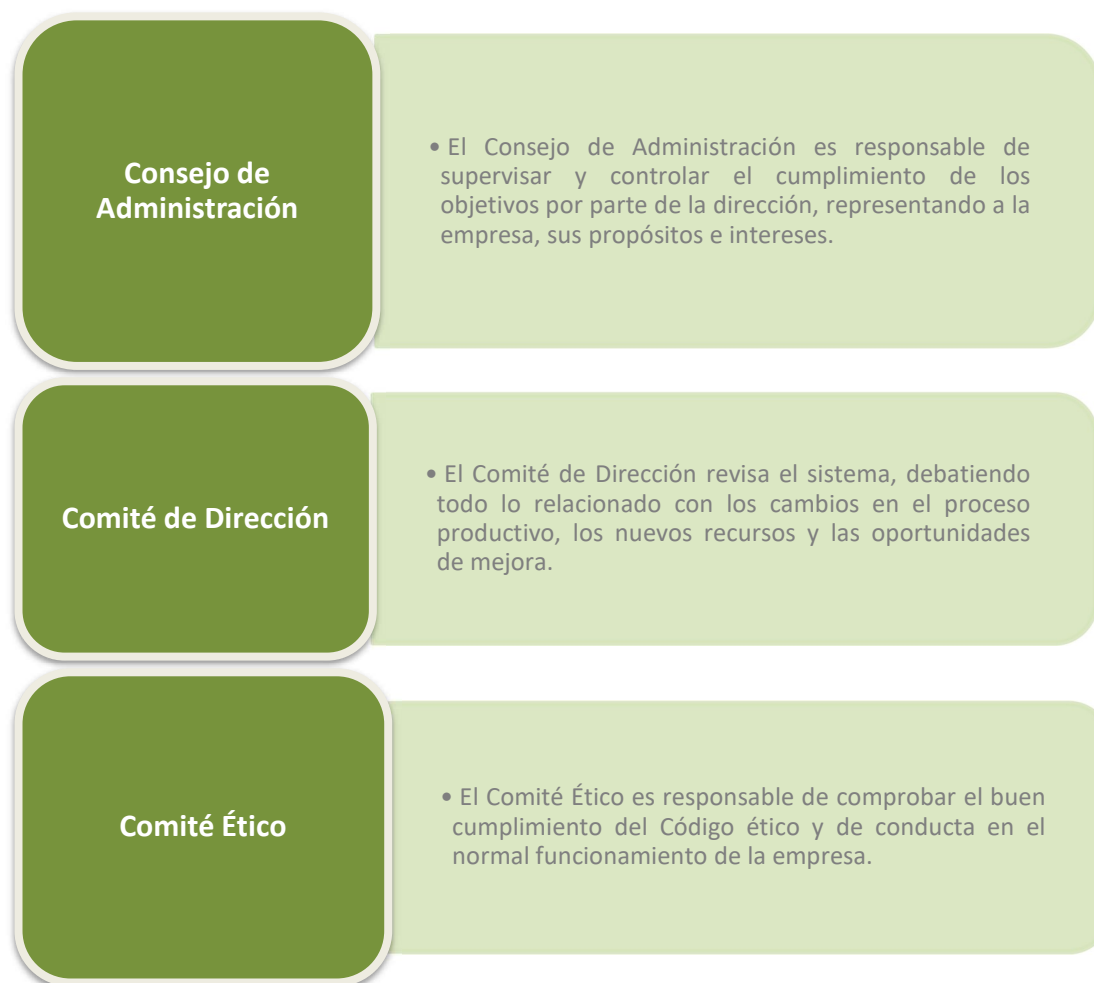 Consejo de
Administración
• El Consejo de Administración es responsable de
supervisar y controlar el cumplimiento de los
objetivos por parte de la dirección, representando a la
empresa, sus propósitos e intereses.
Comité de Dirección
• El Comité de Dirección revisa el sistema, debatiendo
todo lo relacionado con los cambios en el proceso
productivo, los nuevos recursos y las oportunidades
de mejora.
Comité Ético
• El Comité Ético es responsable de comprobar el buen
cumplimiento del Código ético y de conducta en el
normal funcionamiento de la empresa.